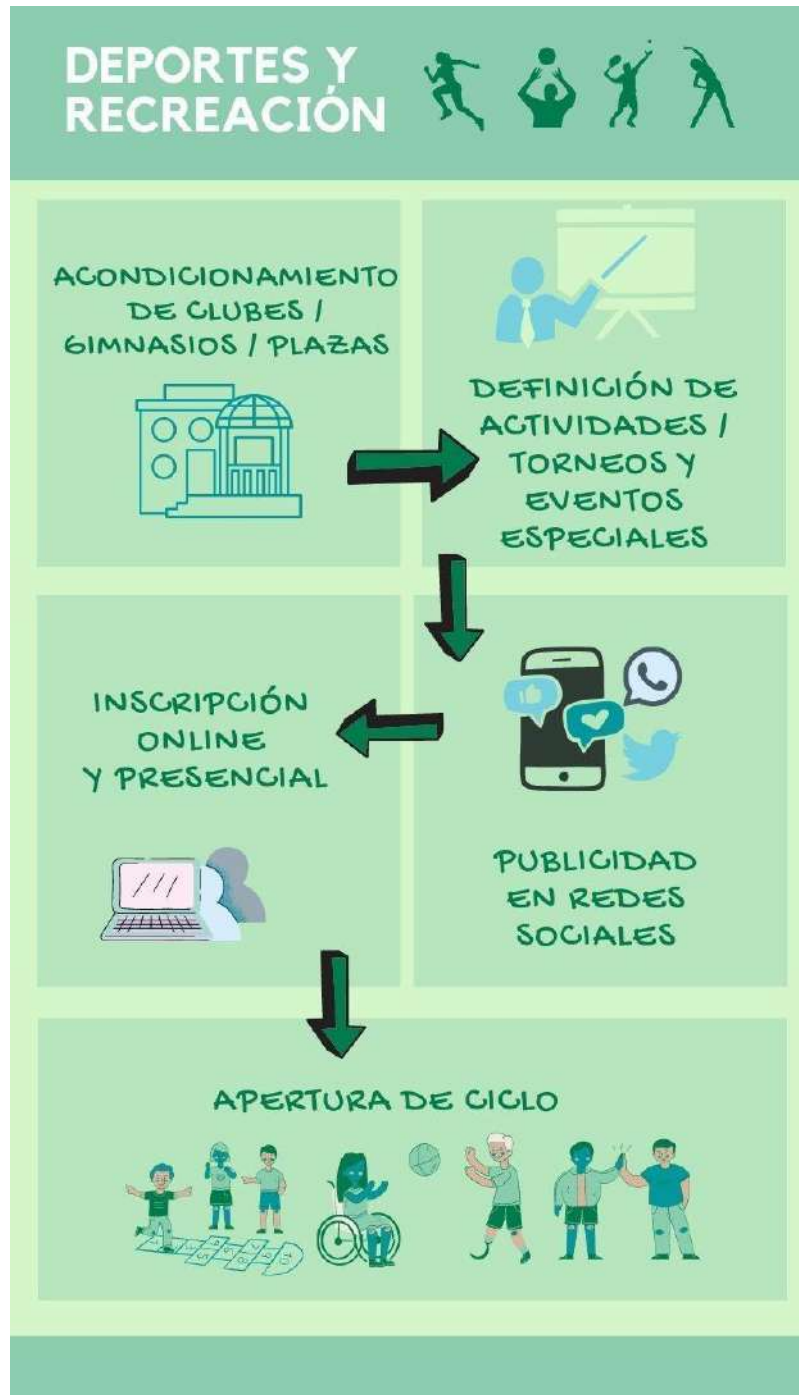 DEPORTES Y
RECREACIÓN
ACONDICIONAMIENTO
DE CLUBES /
GIMNASIOS / PLAZAS
DEFINICIÓN DE
ACTIVIDADES /
TORNEOS Y
EVENTOS
ESPECIALES
PUBLICIDAD
EN REDES
SOCIALES
INSCRIPCIÓN
ONLINE
Y PRESENCIAL
APERTURA DE CICLO